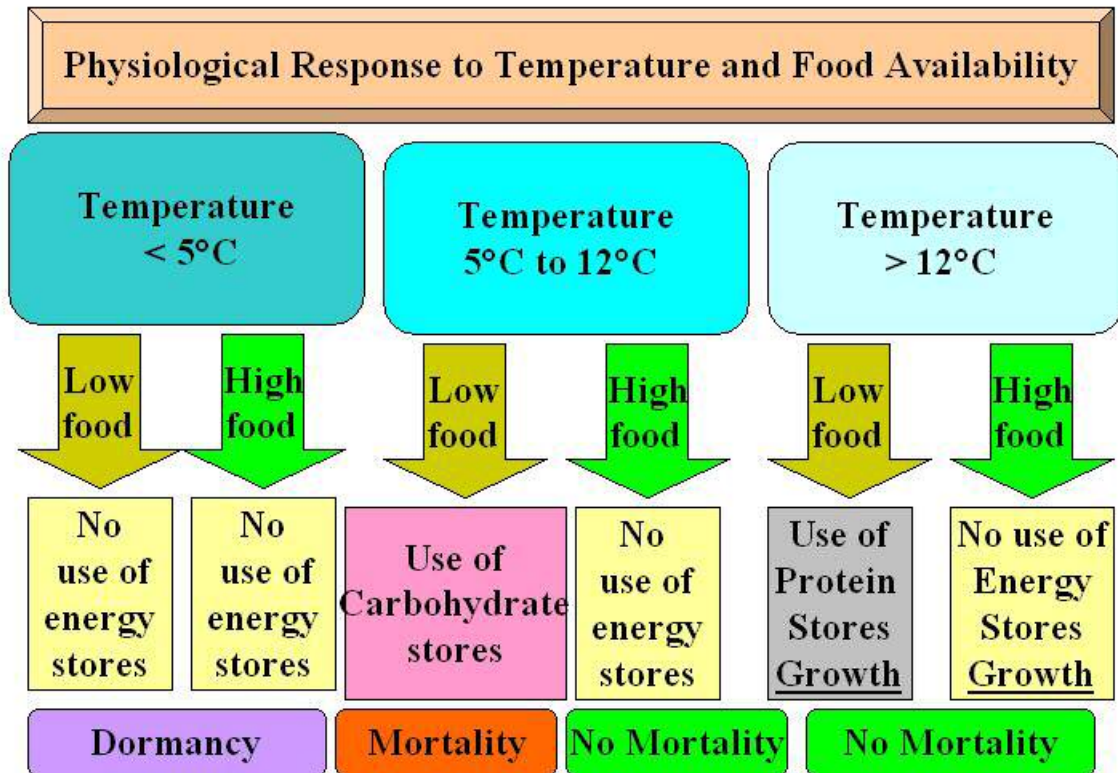 Physiological Response to Temperature and Food Availability
Temperature
< 5°C
Temperature
5°C to 12°C
Temperature
> 12°C
Low
food
High
food
Low
food
High
food
Low
food
High
food
No
use of
energy
stores
No
use of
energy
stores
Use of
Carbohydrate
stores
No
use of
energy
stores
Use of
Protein
Stores
Growth
No use of
Energy
Stores
Growth
Dormancy
Mortality
No Mortality
No Mortality